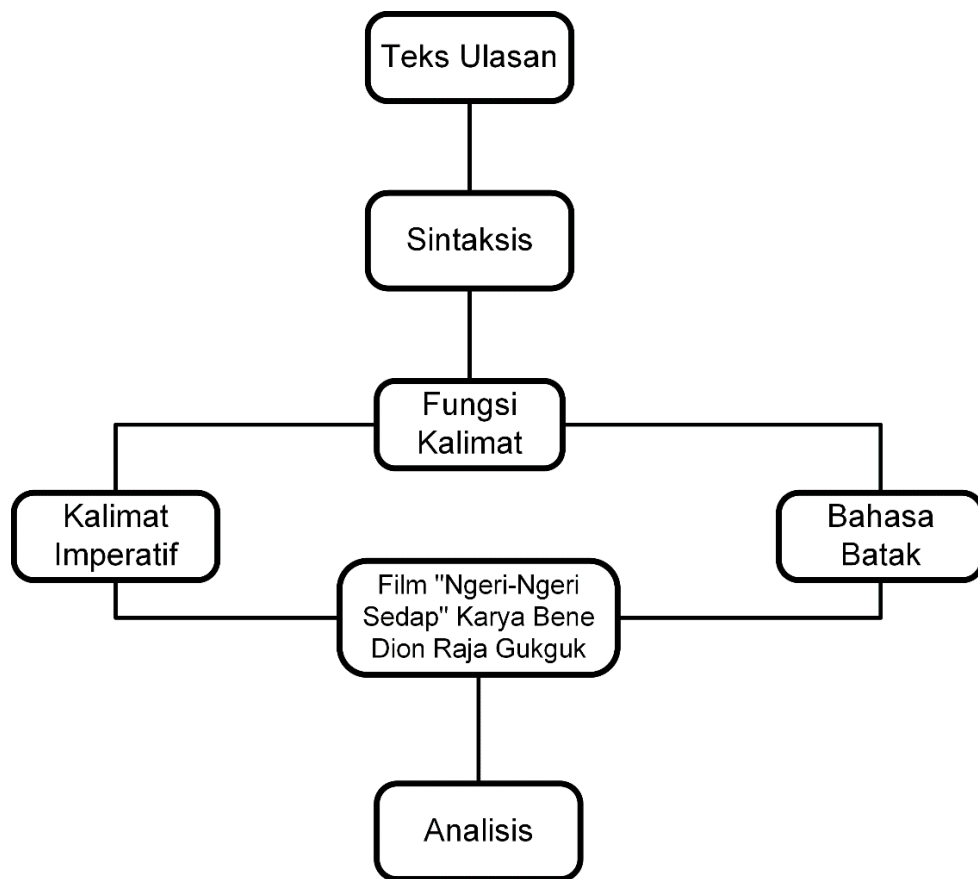 Teks Ulasan
Sintaksis
Fungsi
Kalimat
Kalimat
Imperatif
Bahasa
Batak
Film "Ngeri-Ngeri
Sedap" Karya Bene
Dion Raja Gukguk
Analisis